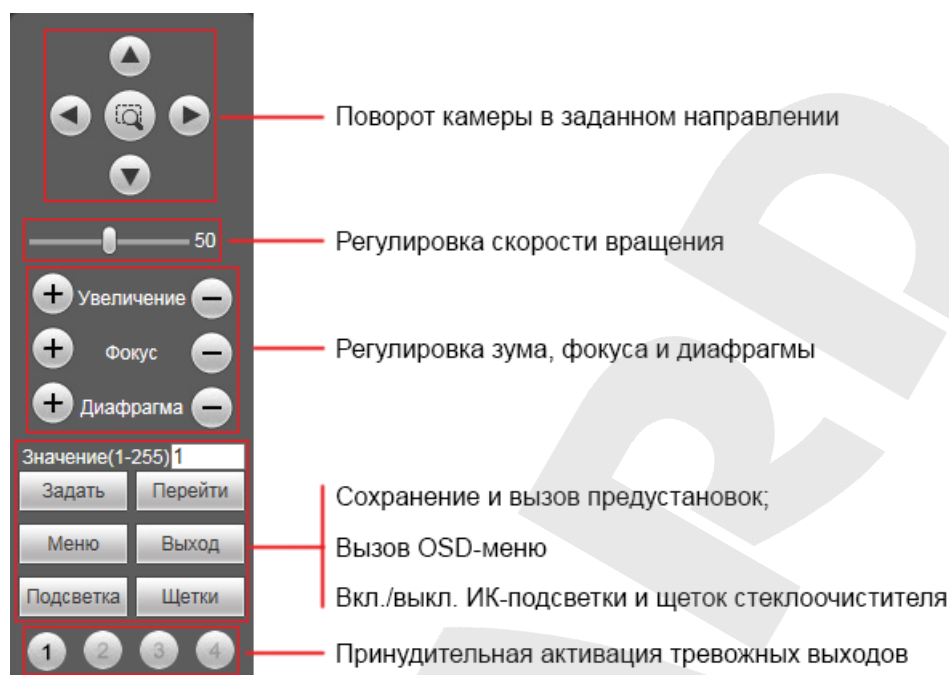 Поворот камеры в заданном направлении
50
Регулировка скорости вращения
+ Увеличение −
+ Фокус −
Регулировка зума, фокуса и диафрагмы
+ Диафрагма −
Значение(1-255) 1
Задать Перейти
Сохранение и вызов предустановок;
Меню Выход
Вызов OSD-меню
Подсветка Щетки
Вкл./выкл. ИК-подсветки и щеток стеклоочистителя
1 2 3 4
Принудительная активация тревожных выходов